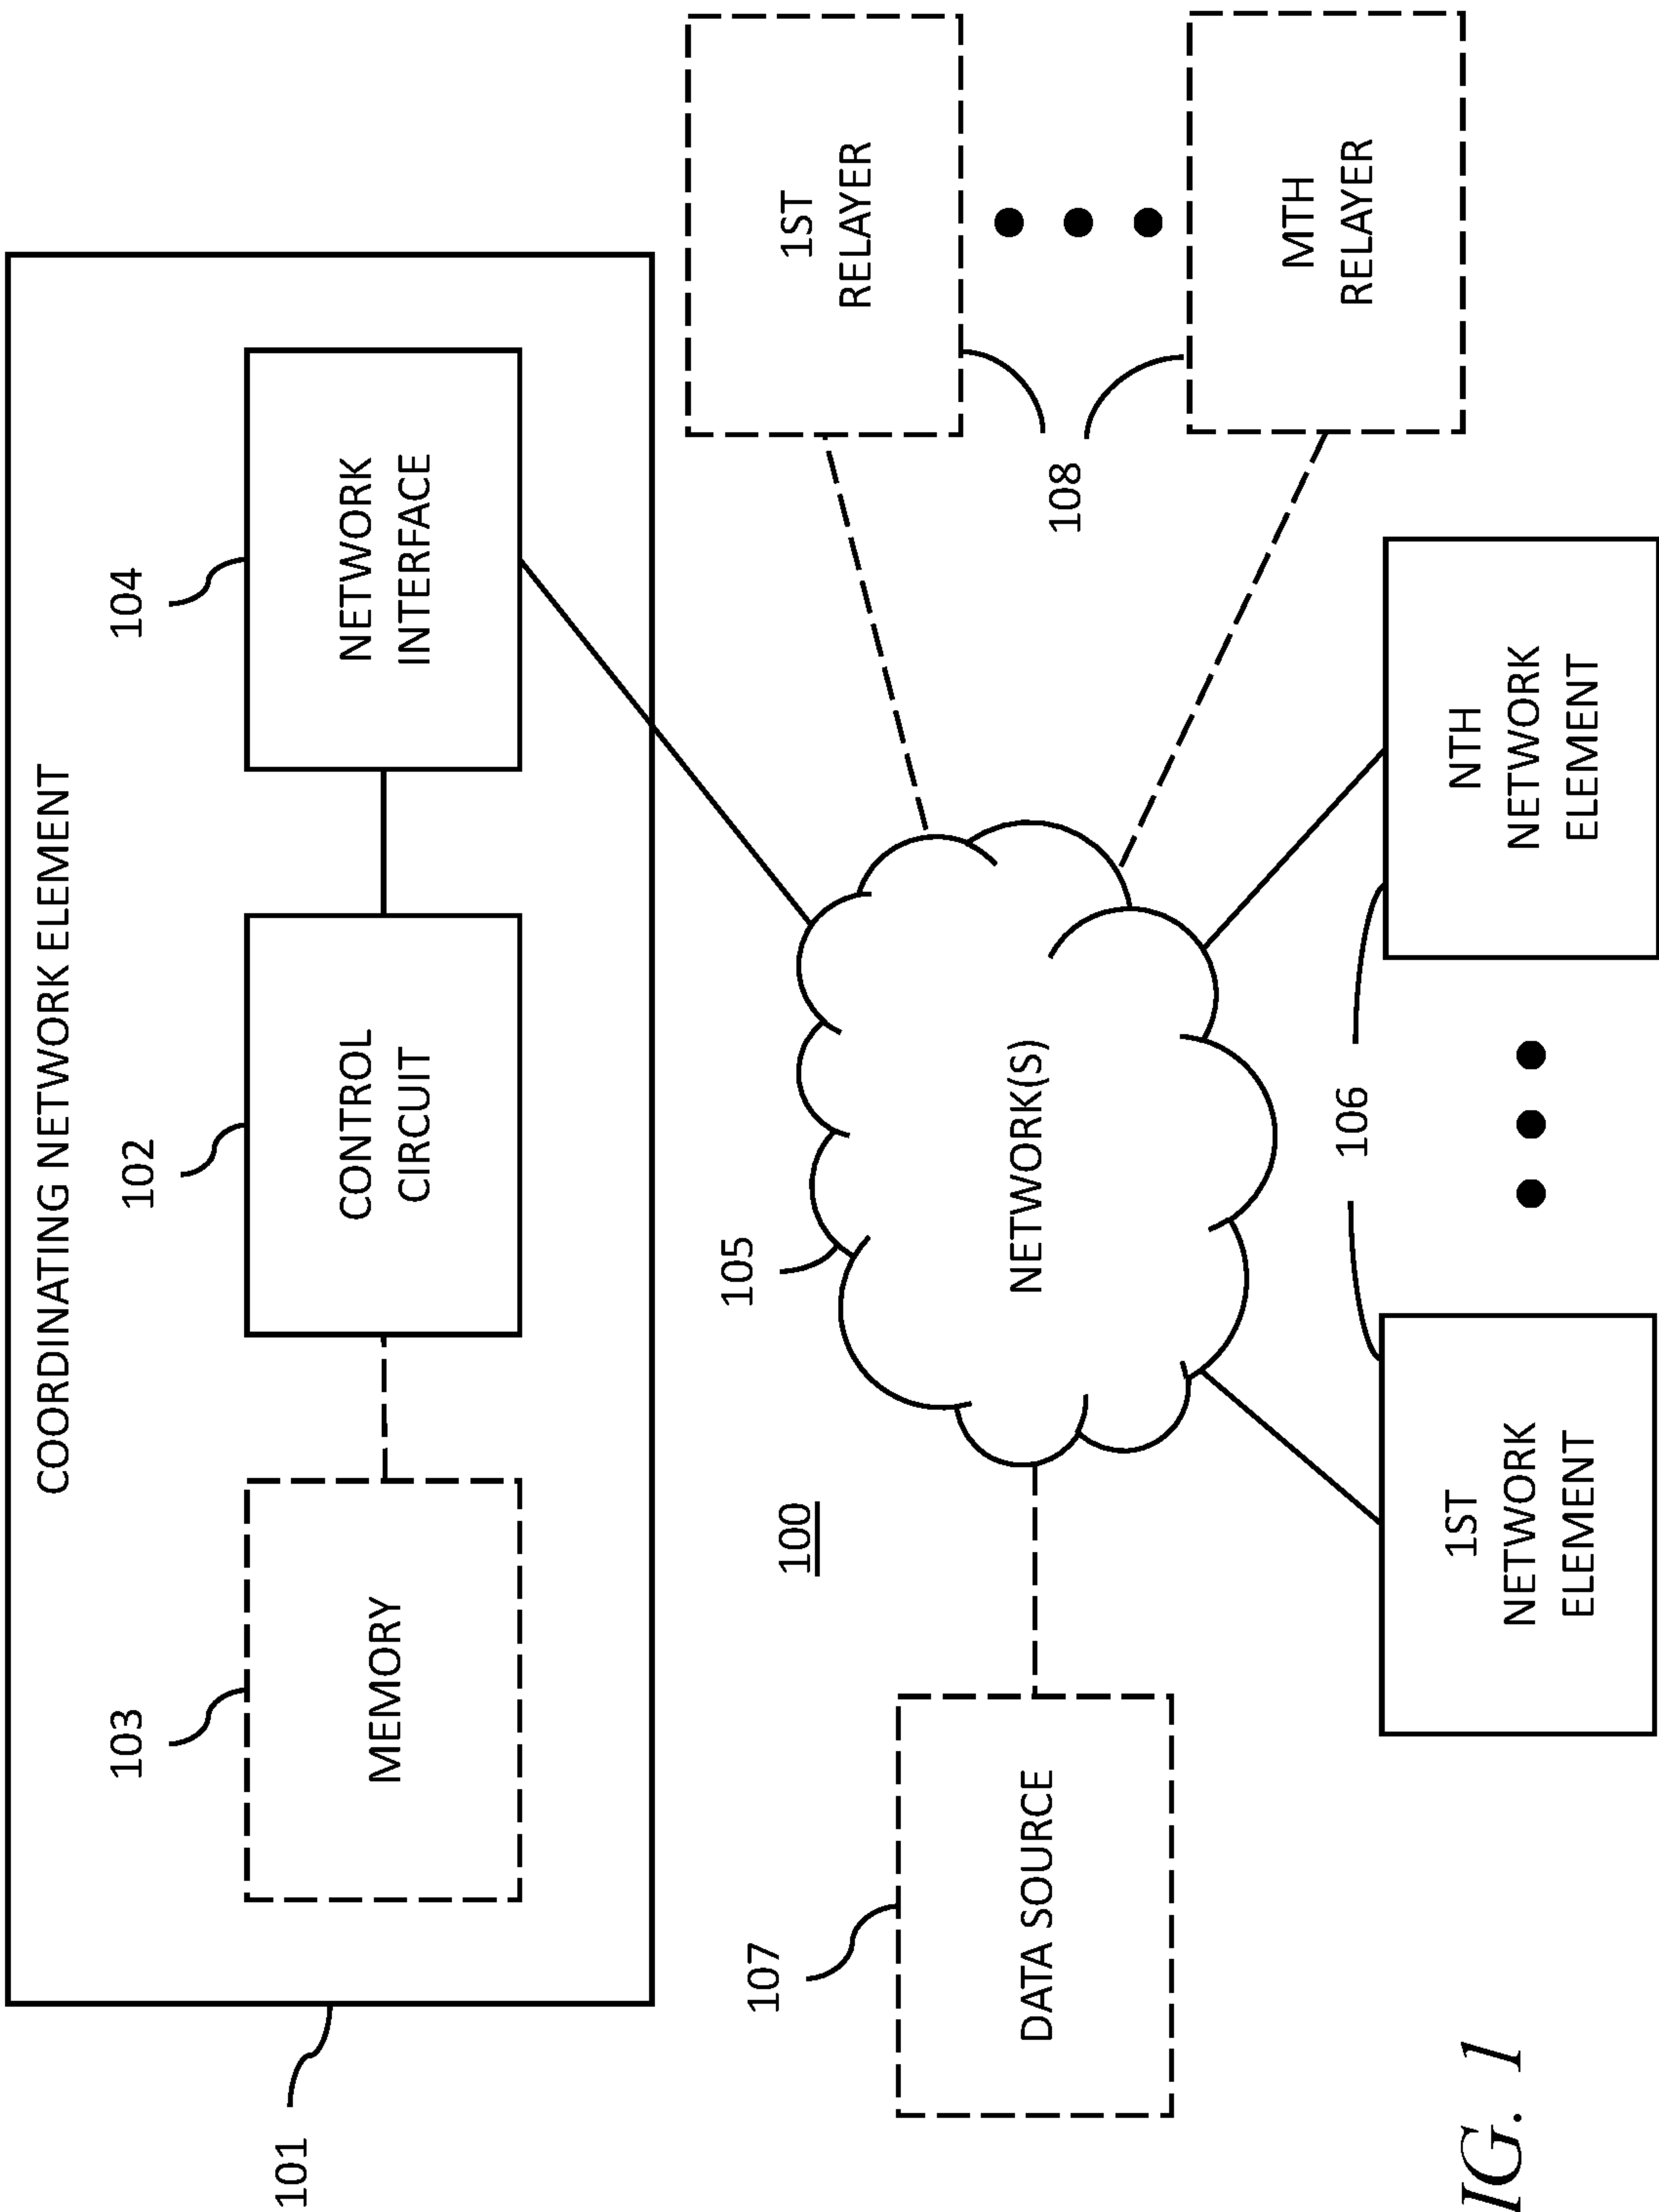 COORDINATING NETWORK ELEMENT
101
103
102
104
MEMORY
CONTROL
CIRCUIT
NETWORK
INTERFACE
107
100
105
DATA SOURCE
NETWORK(S)
108
1ST
RELAYER
MTH
RELAYER
106
1ST
NETWORK
ELEMENT
NTH
NETWORK
ELEMENT
IG. 1